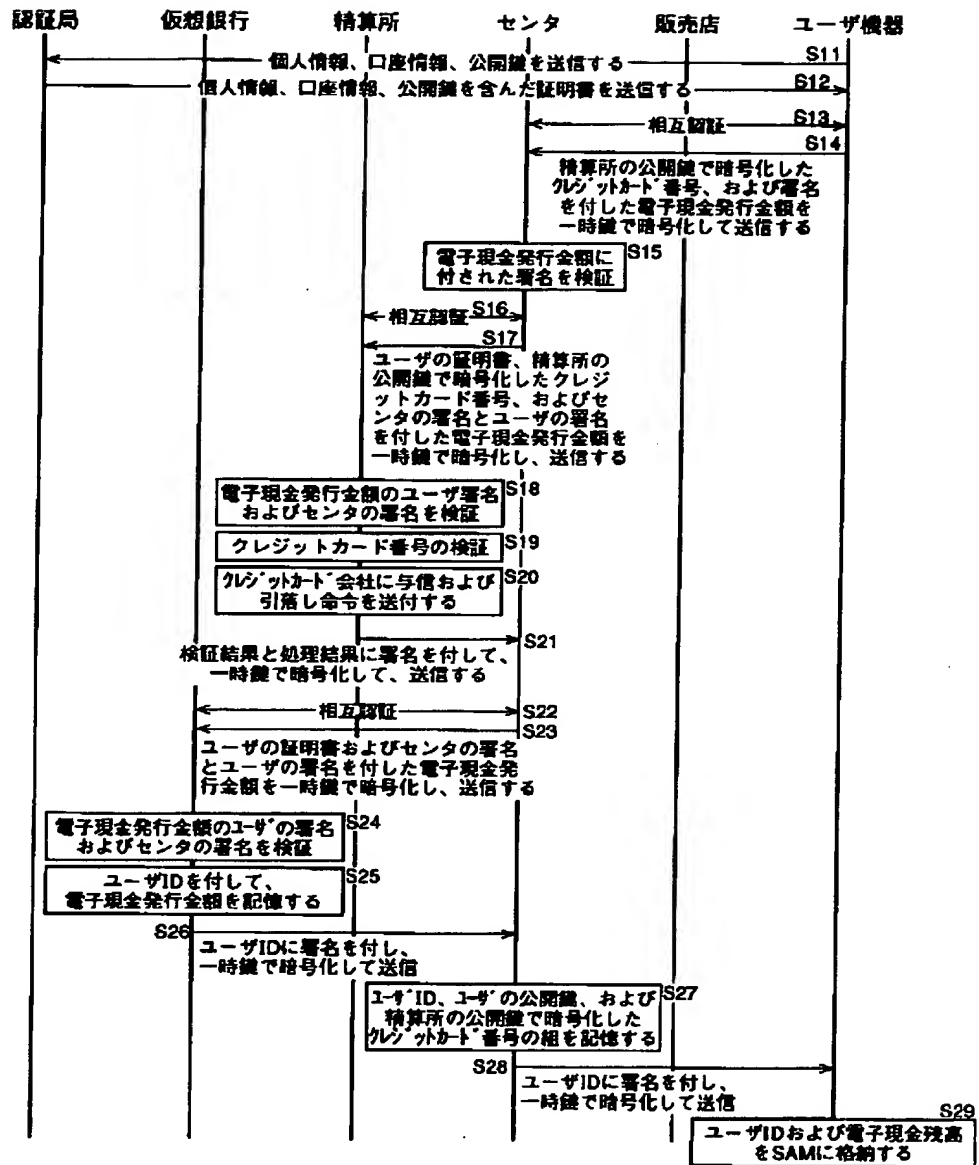 認証局 仮想銀行 精算所 センタ 販売店 ユーザ機器
個人情報、口座情報、公開鍵を送信する S11
個人情報、口座情報、公開鍵を含んだ証明書を送信する S12
相互認証 S13
S14
精算所の公開鍵で暗号化した
クレジットカード番号、および署名
を付した電子現金発行金額を
一時鍵で暗号化して送信する
電子現金発行金額に S15
付された署名を検証
相互認証 S16
S17
ユーザの証明書、精算所の
公開鍵で暗号化したクレジ
ットカード番号、およびセ
ンタの署名とユーザの署名
を付した電子現金発行金額を
一時鍵で暗号化し、送信する
電子現金発行金額のユーザ署名 S18
およびセンタの署名を検証
クレジットカード番号の検証 S19
クレジットカード会社に与信および S20
引落し命令を送付する
S21
検証結果と処理結果に署名を付して、
一時鍵で暗号化して、送信する
相互認証 S22
S23
ユーザの証明書およびセンタの署名
とユーザの署名を付した電子現金発
行金額を一時鍵で暗号化し、送信する
電子現金発行金額のユーザの署名 S24
およびセンタの署名を検証
ユーザIDを付して、 S25
電子現金発行金額を記憶する
S26
ユーザIDに署名を付し、
一時鍵で暗号化して送信
ユーザID、ユーザの公開鍵、および S27
精算所の公開鍵で暗号化した
クレジットカード番号の組を記憶する
S28
ユーザIDに署名を付し、
一時鍵で暗号化して送信
S29
ユーザIDおよび電子現金残高
をSAMに格納する